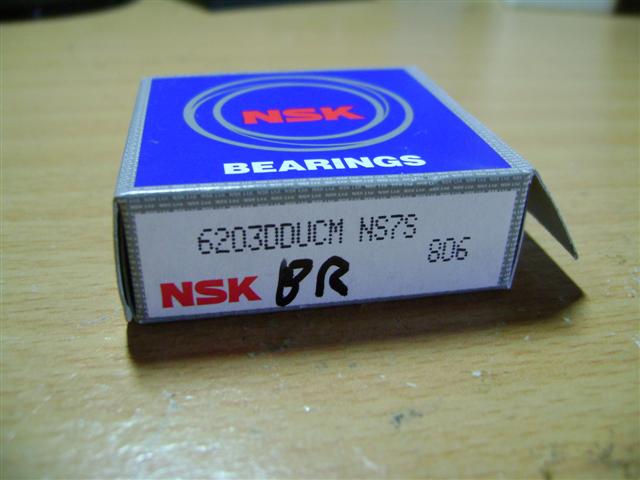 NSK
BEARINGS
6203DDUCM NS7S
806
NSK BR